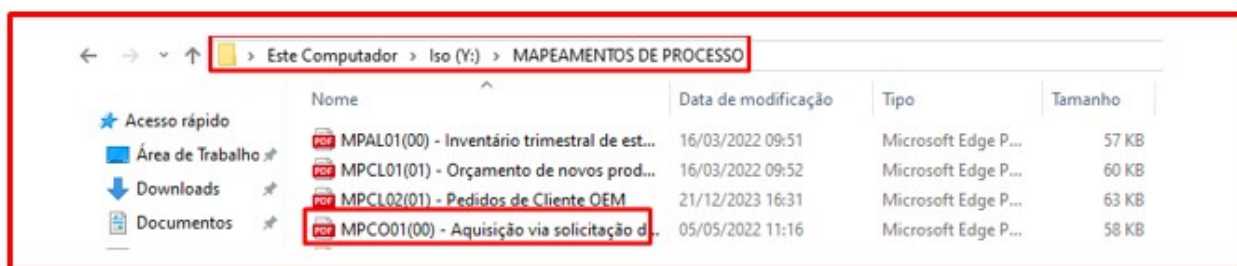 Este Computador > Iso (Y:) > MAPEAMENTOS DE PROCESSO
Nome Data de modificação Tipo Tamanho
Acesso rápido
Área de Trabalho
Downloads
Documentos
PDF MPAL01(00) - Inventário trimestral de est... 16/03/2022 09:51 Microsoft Edge P... 57 KB
PDF MPCL01(01) - Orçamento de novos prod... 16/03/2022 09:52 Microsoft Edge P... 60 KB
PDF MPCL02(01) - Pedidos de Cliente OEM 21/12/2023 16:31 Microsoft Edge P... 63 KB
PDF MPCO01(00) - Aquisição via solicitação d... 05/05/2022 11:16 Microsoft Edge P... 58 KB